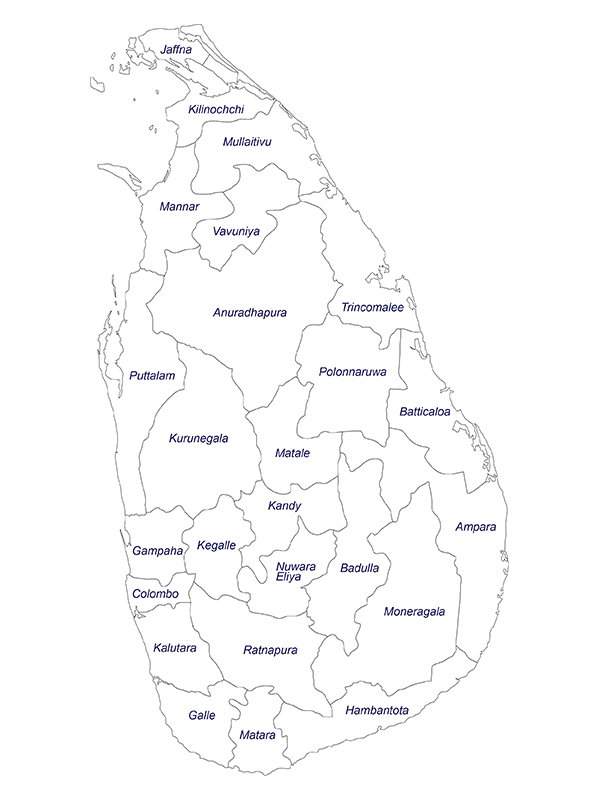 Jaffna
Kilinochchi
Mullaitivu
Mannar
Vavuniya
Anuradhapura
Trincomalee
Puttalam
Polonnaruwa
Batticaloa
Kurunegala
Matale
Kandy
Ampara
Gampaha
Kegalle
Nuwara
Eliya
Badulla
Colombo
Moneragala
Kalutara
Ratnapura
Galle
Hambantota
Matara